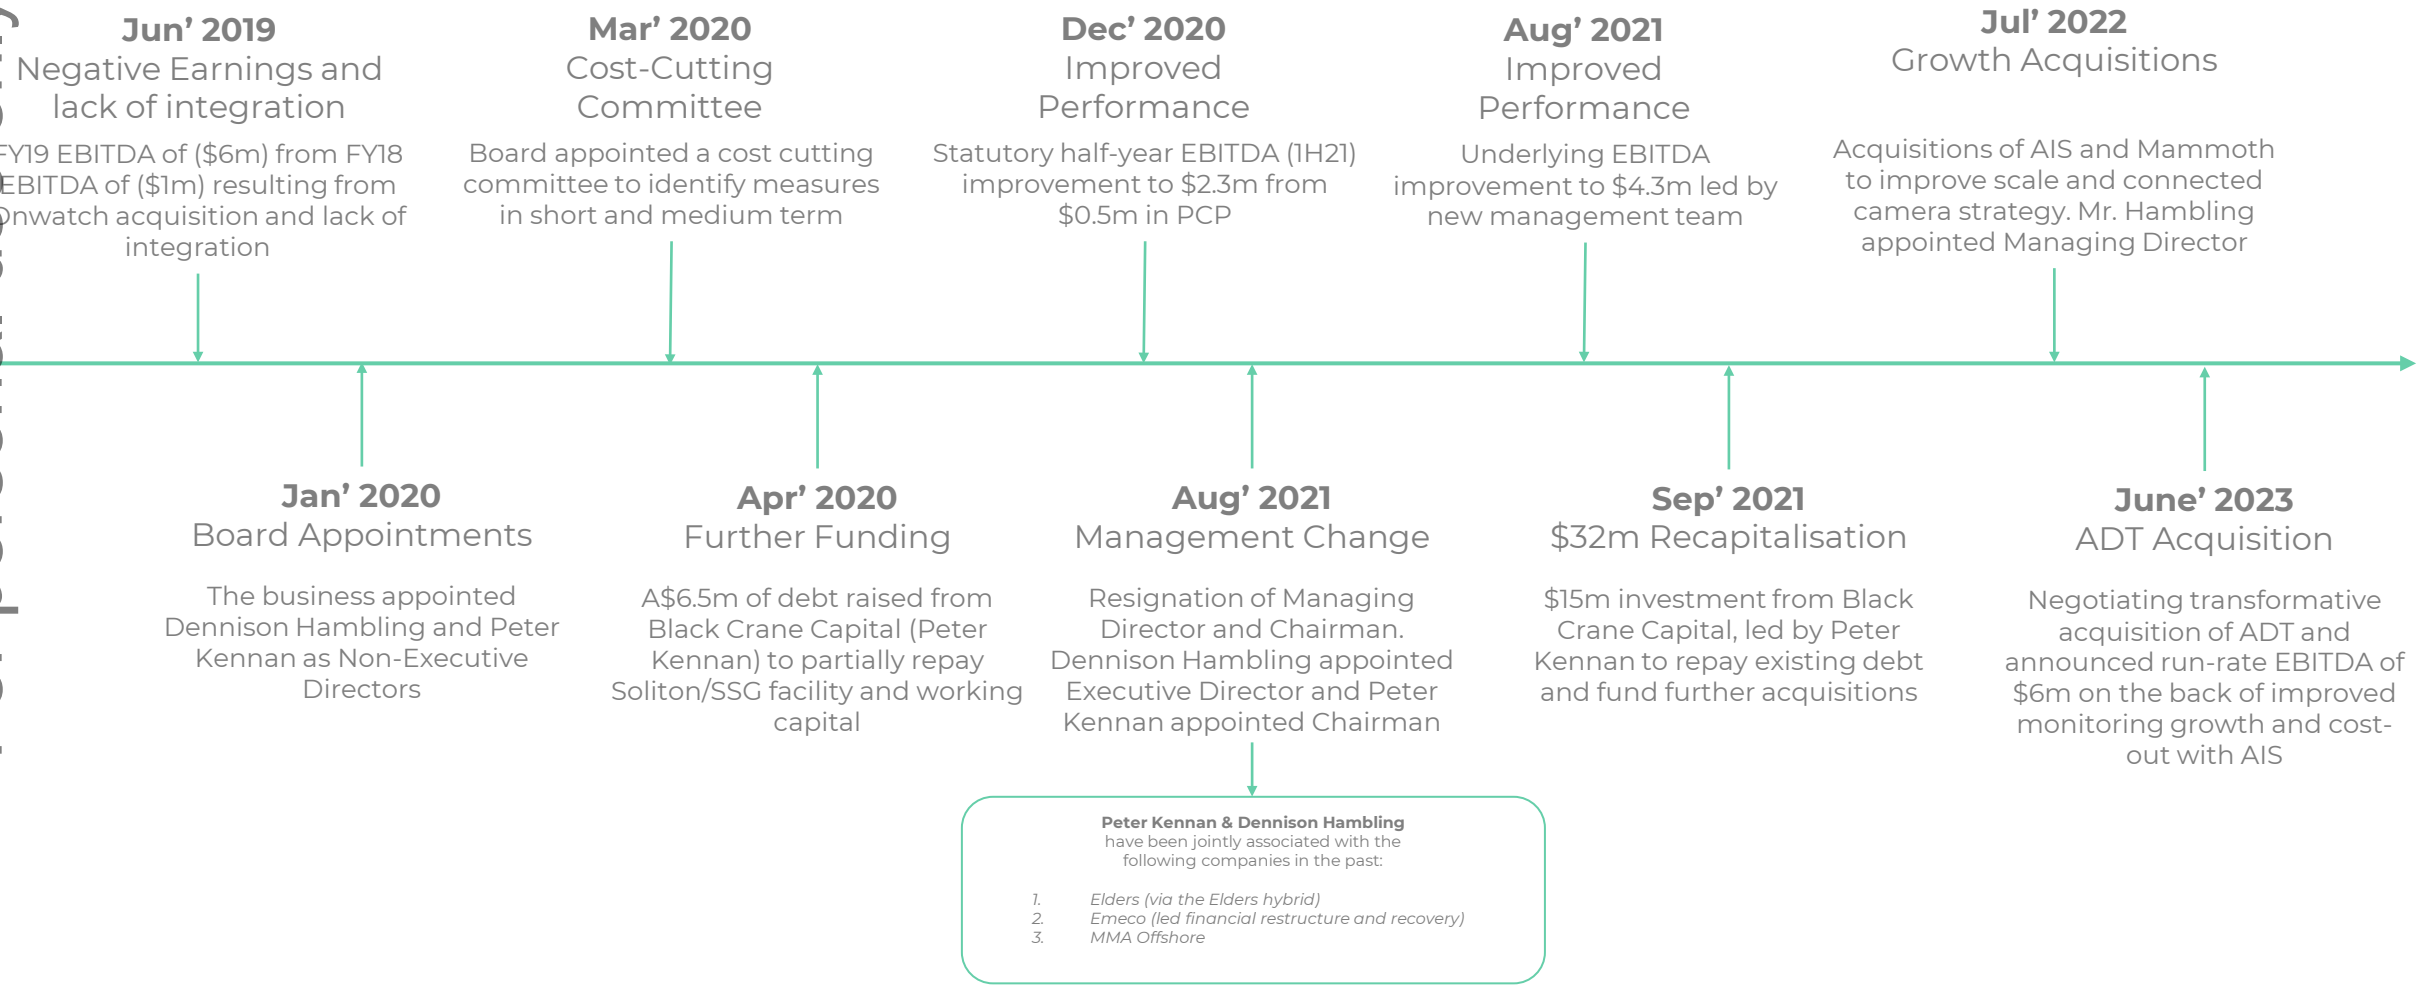 Jun’ 2019
Negative Earnings and
lack of integration
FY19 EBITDA of ($6m) from FY18
EBITDA of ($1m) resulting from
Onwatch acquisition and lack of
integration
Mar’ 2020
Cost-Cutting
Committee
Board appointed a cost cutting
committee to identify measures
in short and medium term
Dec’ 2020
Improved
Performance
Statutory half-year EBITDA (1H21)
improvement to $2.3m from
$0.5m in PCP
Aug’ 2021
Improved
Performance
Underlying EBITDA
improvement to $4.3m led by
new management team
Jul’ 2022
Growth Acquisitions
Acquisitions of AIS and Mammoth
to improve scale and connected
camera strategy. Mr. Hambling
appointed Managing Director
Jan’ 2020
Board Appointments
The business appointed
Dennison Hambling and Peter
Kennan as Non-Executive
Directors
Apr’ 2020
Further Funding
A$6.5m of debt raised from
Black Crane Capital (Peter
Kennan) to partially repay
Soliton/SSG facility and working
capital
Aug’ 2021
Management Change
Resignation of Managing
Director and Chairman.
Dennison Hambling appointed
Executive Director and Peter
Kennan appointed Chairman
Sep’ 2021
$32m Recapitalisation
$15m investment from Black
Crane Capital, led by Peter
Kennan to repay existing debt
and fund further acquisitions
June’ 2023
ADT Acquisition
Negotiating transformative
acquisition of ADT and
announced run-rate EBITDA of
$6m on the back of improved
monitoring growth and cost-
out with AIS
Peter Kennan & Dennison Hambling
have been jointly associated with the
following companies in the past:
1. Elders (via the Elders hybrid)
2. Emeco (led financial restructure and recovery)
3. MMA Offshore